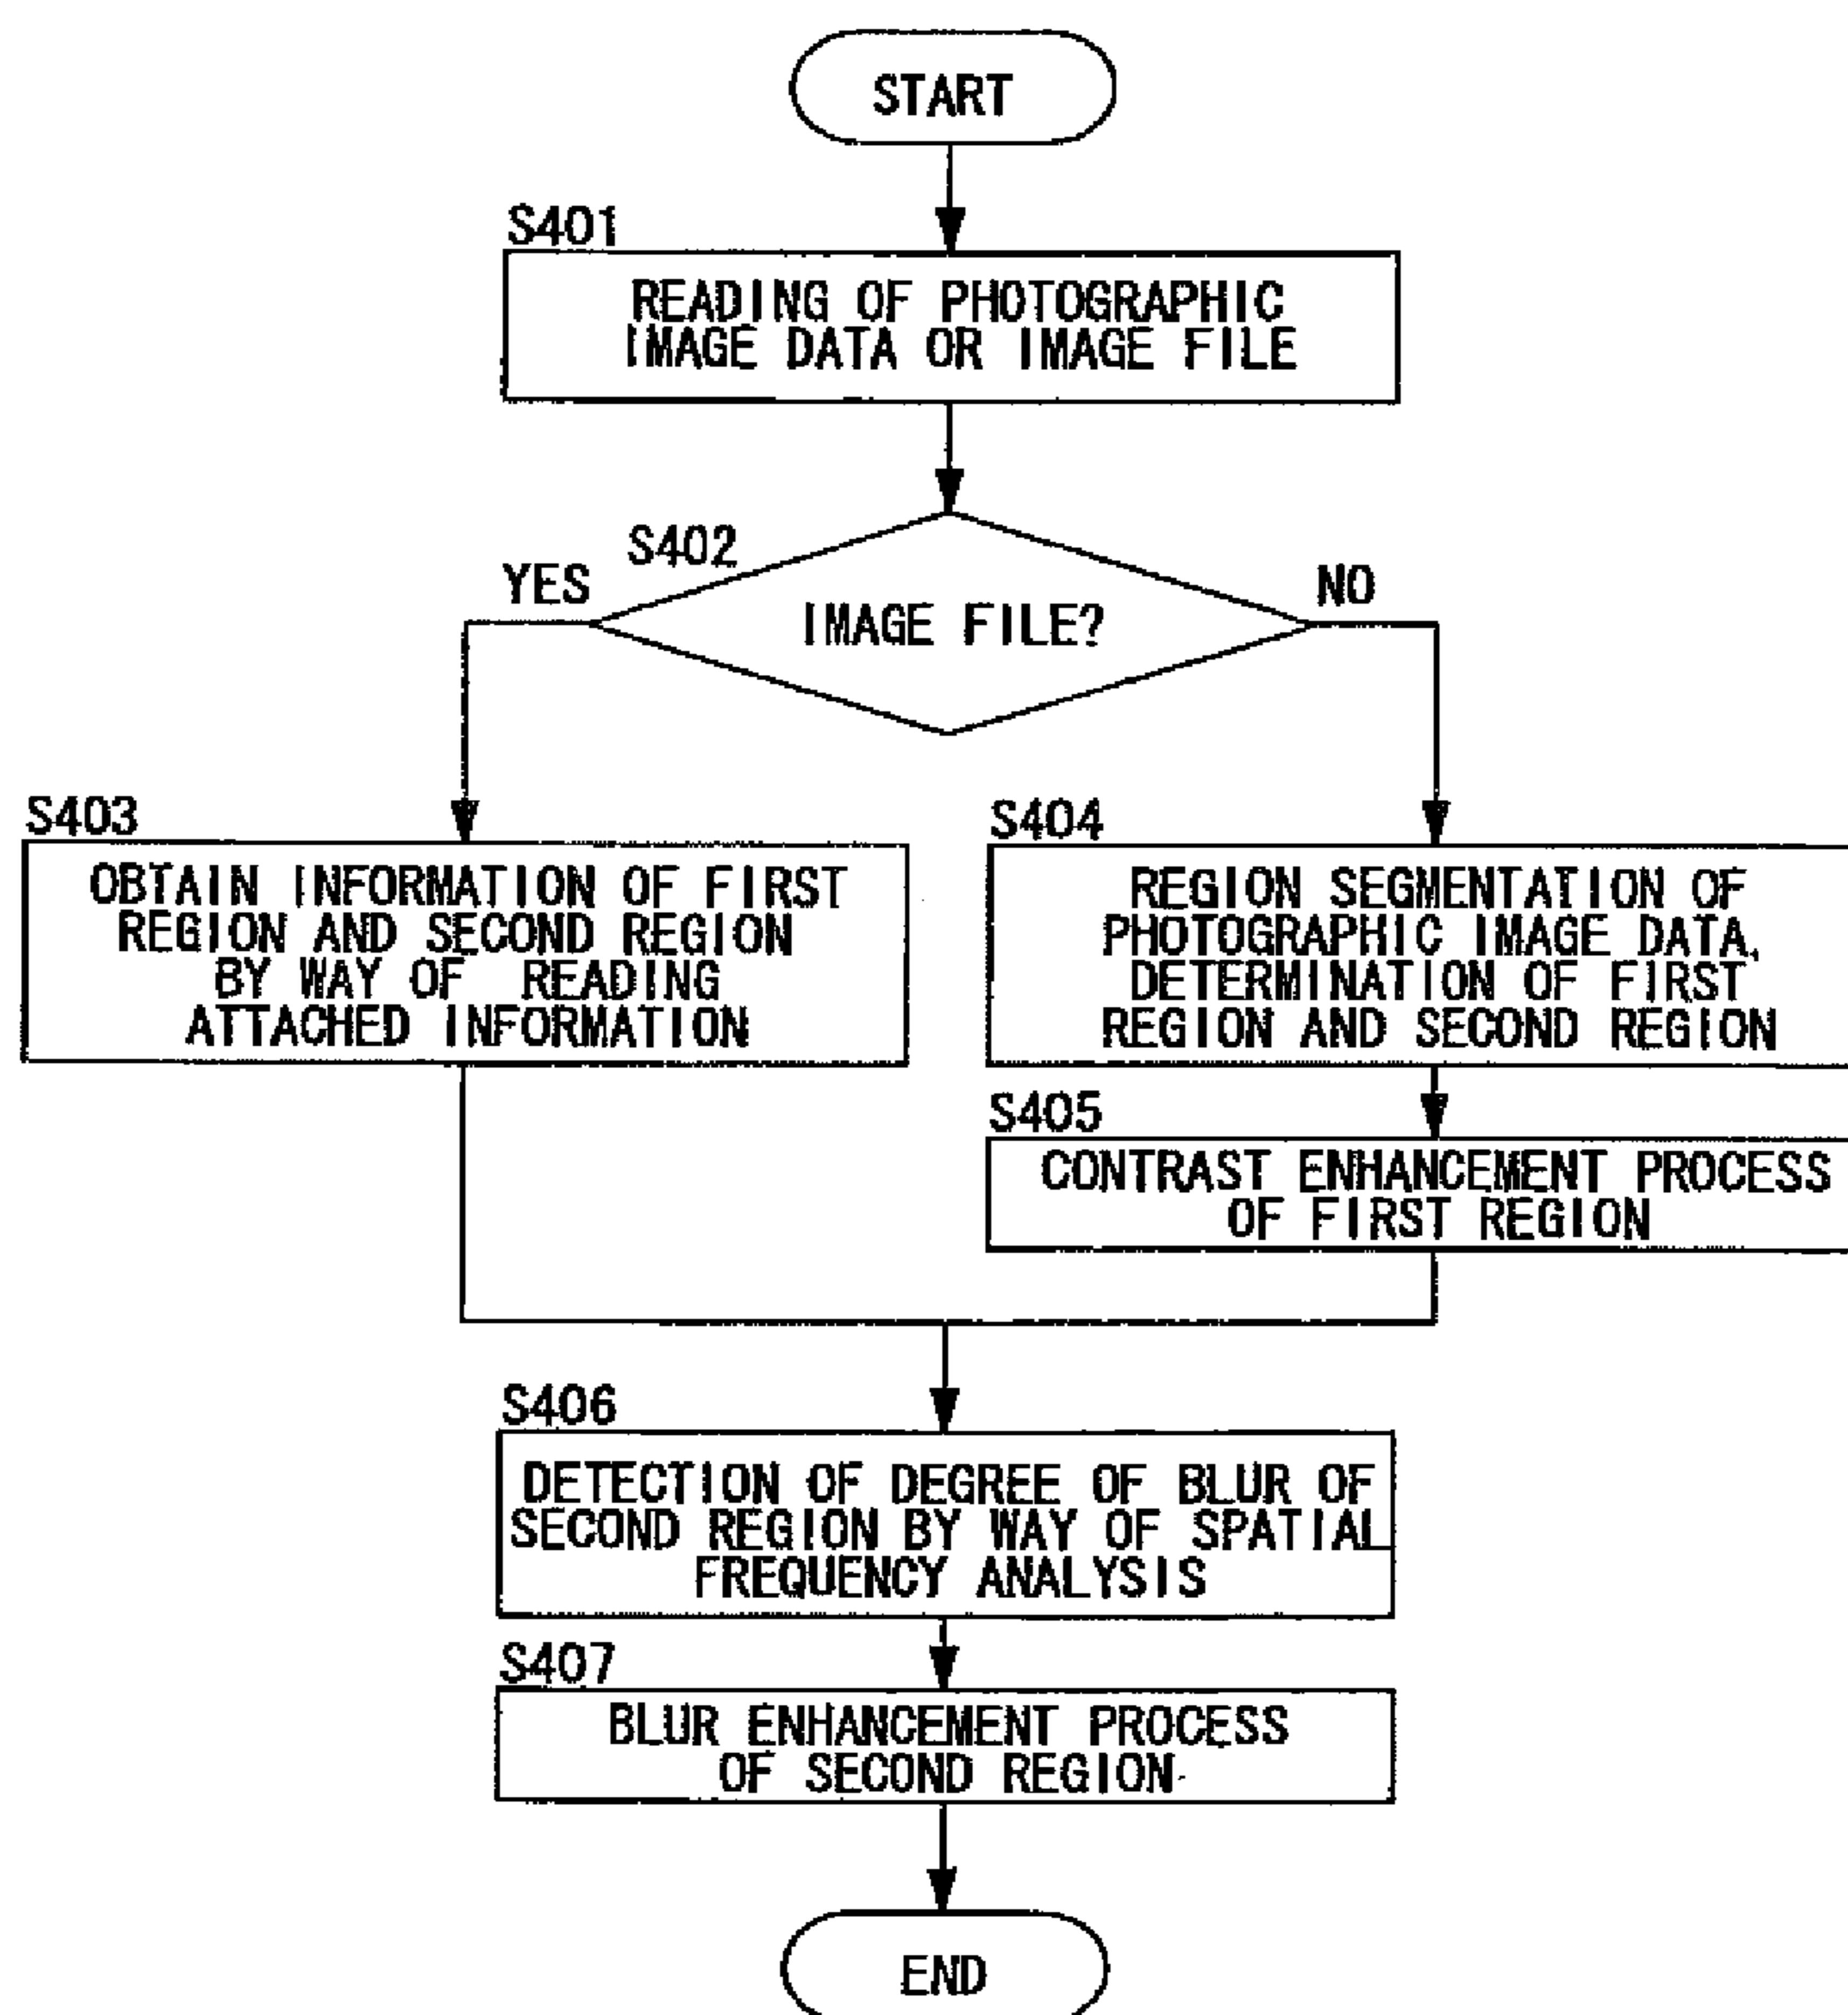 START
S401
READING OF PHOTOGRAPHIC
IMAGE DATA OR IMAGE FILE
S402
YES
NO
IMAGE FILE?
S403
OBTAIN INFORMATION OF FIRST
REGION AND SECOND REGION
BY WAY OF READING
ATTACHED INFORMATION
S404
REGION SEGMENTATION OF
PHOTOGRAPHIC IMAGE DATA,
DETERMINATION OF FIRST
REGION AND SECOND REGION
S405
CONTRAST ENHANCEMENT PROCESS
OF FIRST REGION
S406
DETECTION OF DEGREE OF BLUR OF
SECOND REGION BY WAY OF SPATIAL
FREQUENCY ANALYSIS
S407
BLUR ENHANCEMENT PROCESS
OF SECOND REGION
END